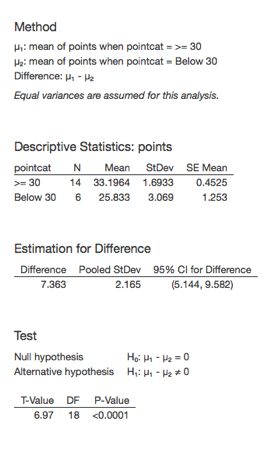 Method
μ₁: mean of points when pointcat = >= 30
μ₂: mean of points when pointcat = Below 30
Difference: μ₁ - μ₂
Equal variances are assumed for this analysis.
Descriptive Statistics: points
pointcat N Mean StDev SE Mean
>= 30 14 33.1964 1.6933 0.4525
Below 30 6 25.833 3.069 1.253
Estimation for Difference
Difference Pooled StDev 95% CI for Difference
7.363 2.165 (5.144, 9.582)
Test
Null hypothesis H₀: μ₁ - μ₂ = 0
Alternative hypothesis H₁: μ₁ - μ₂ ≠ 0
T-Value DF P-Value
6.97 18 <0.0001